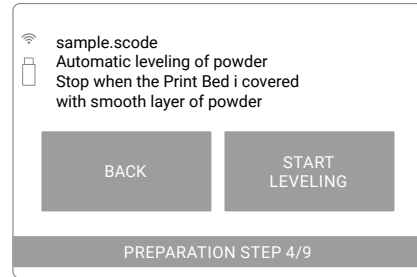 sample.scode
Automatic leveling of
powder
Stop when the Print Bed i covered
with smooth layer of powder
BACK
START
LEVELING
PREPARATION STEP 4/9